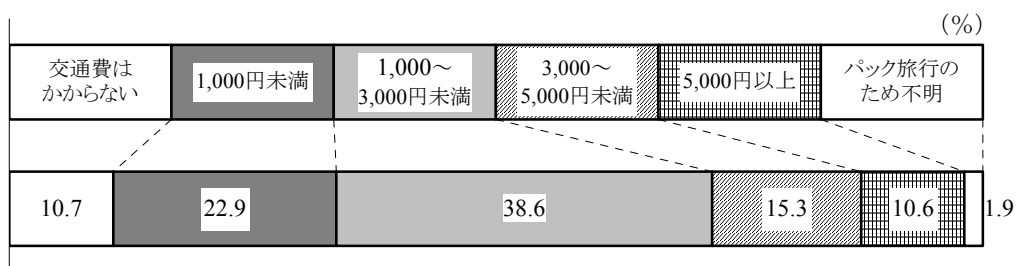 (%)
交通費は
かからない
1,000円未満
1,000～
3,000円未満
3,000～
5,000円未満
5,000円以上
パック旅行の
ため不明
10.7
22.9
38.6
15.3
10.6
1.9